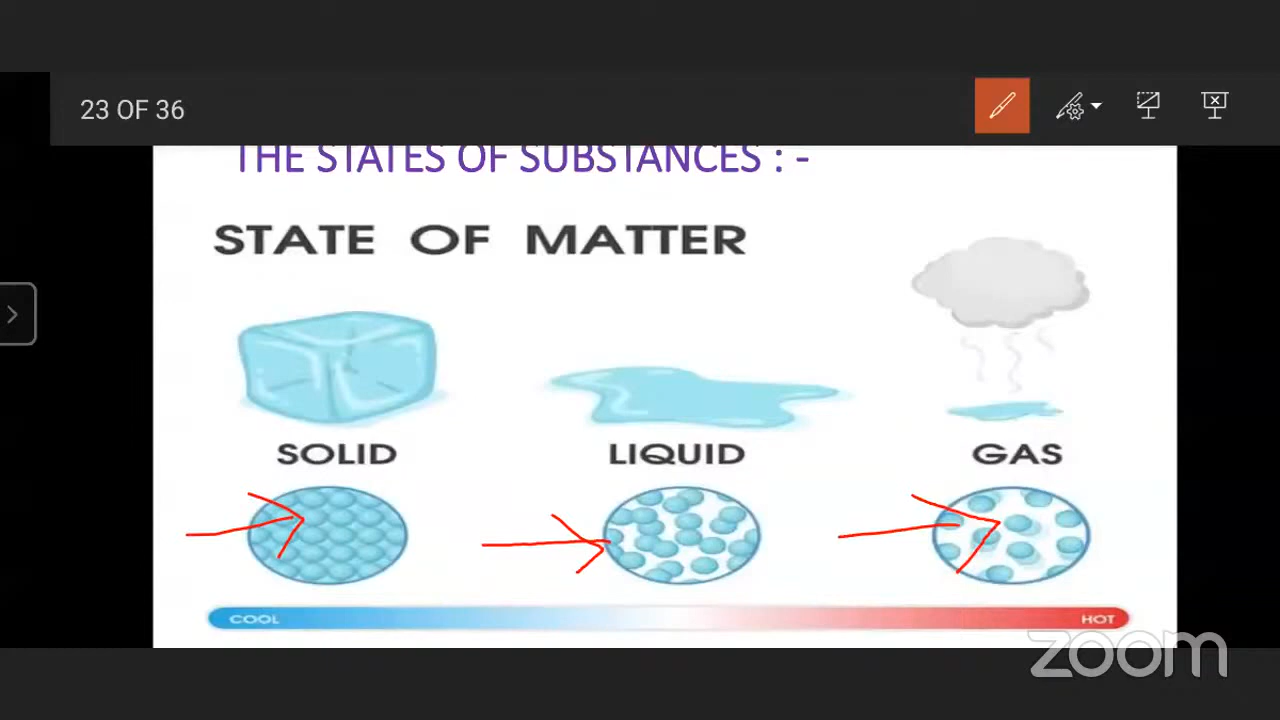 23 OF 36
THE STATES OF SUBSTANCES : -
STATE OF MATTER
SOLID
LIQUID
GAS
COOL
HOT
zoom